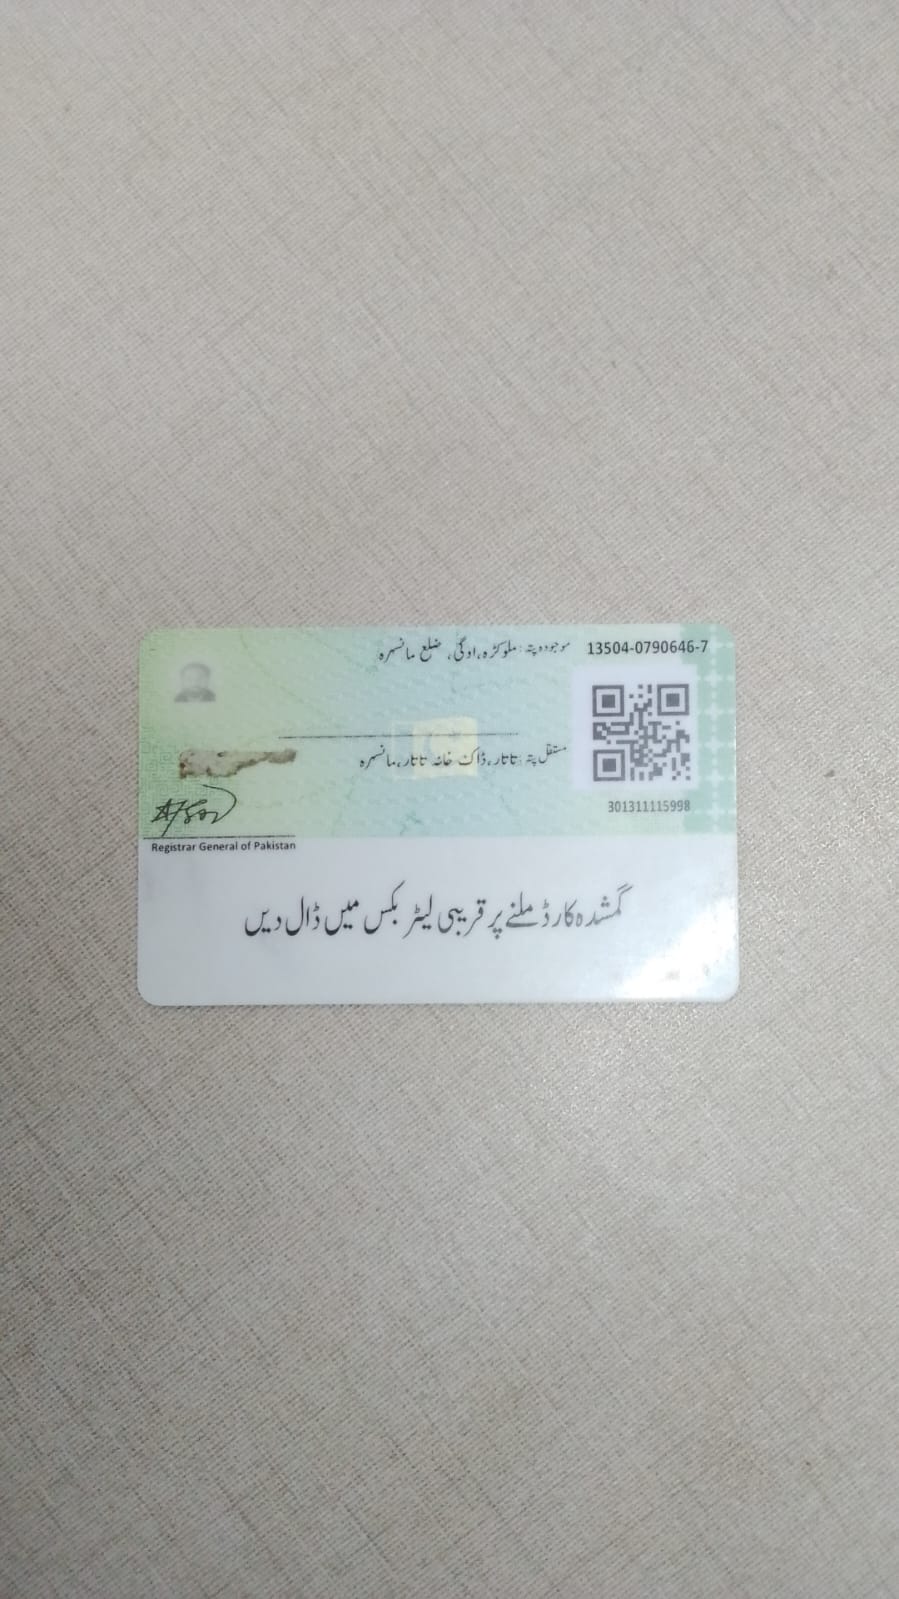 13504-0790646-7
موجودہ پتہ: ملوکڑہ، اوگی، ضلع مانسہرہ
مستقل پتہ: تاتار، ڈاک خانہ تاتار، مانسہرہ
301311115998
Registrar General of Pakistan
گمشدہ کارڈ ملنے پر قریبی لیٹر بکس میں ڈال دیں